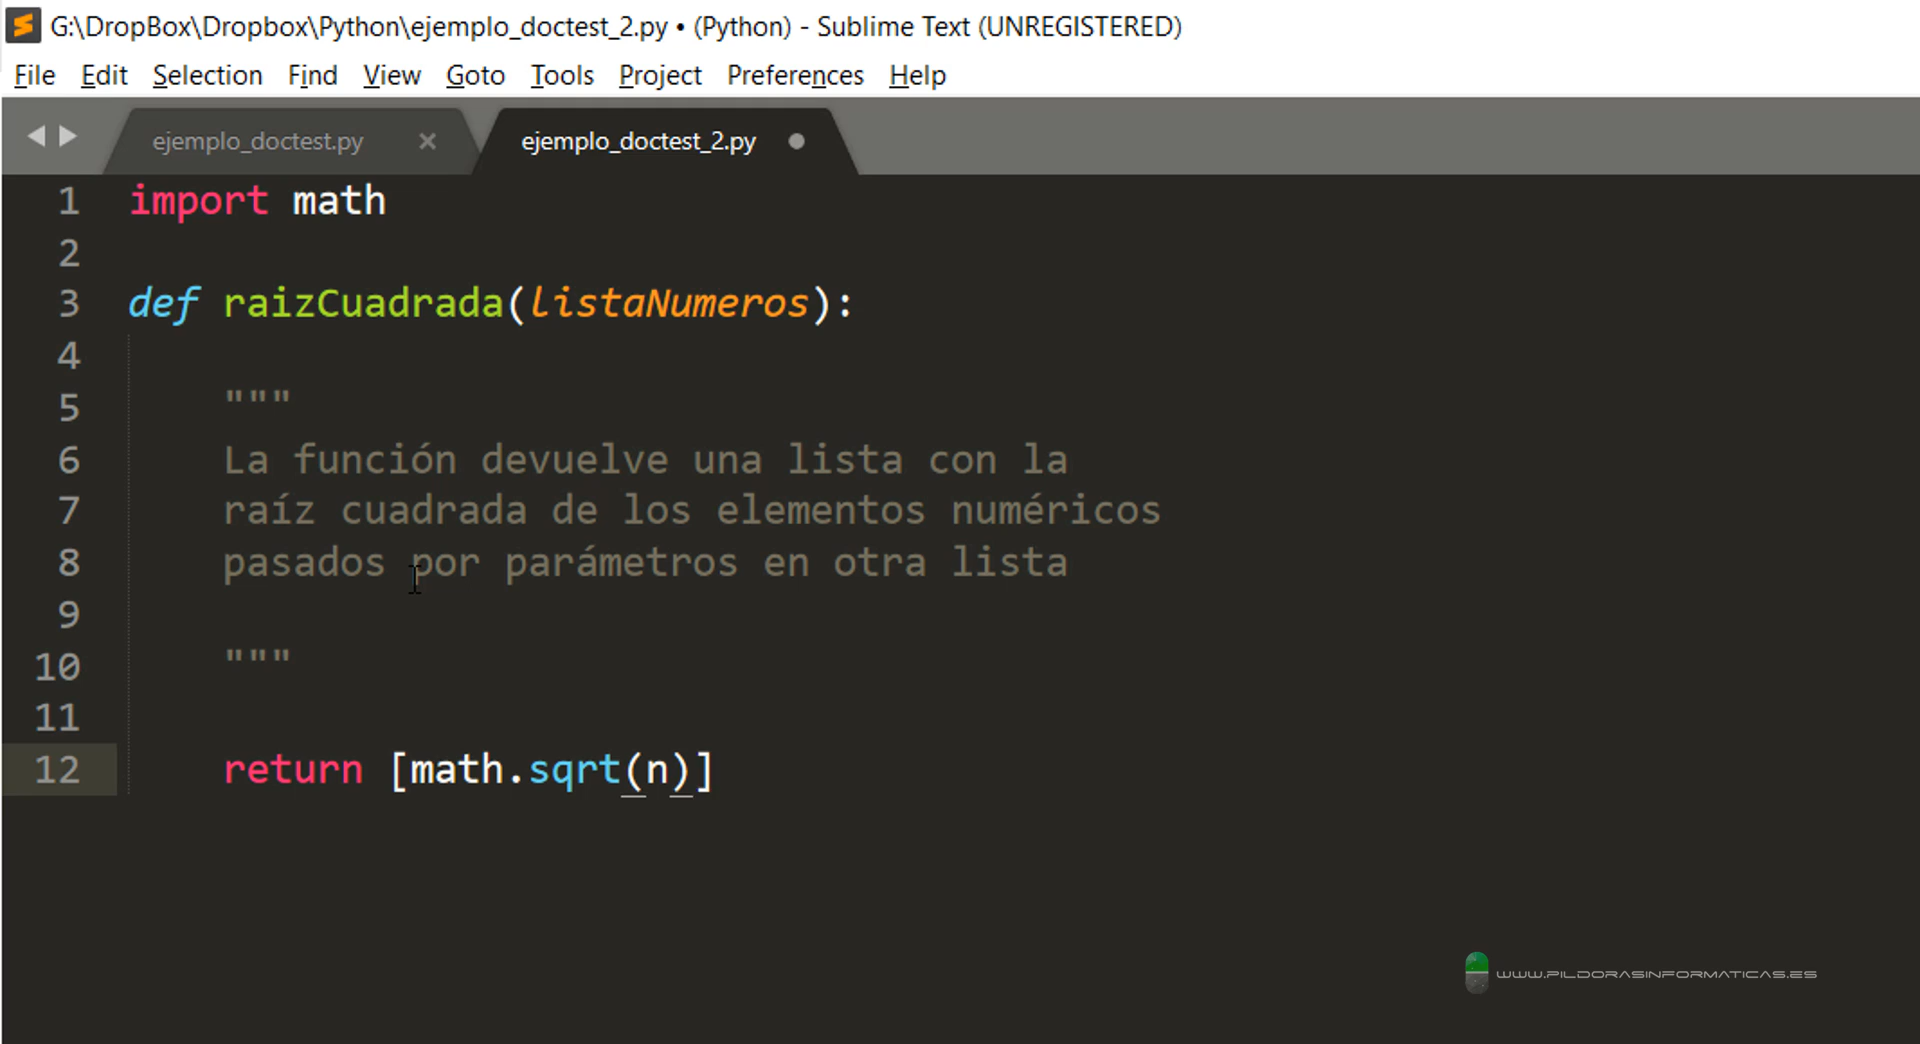 G:\DropBox\Dropbox\Python\ejemplo_doctest_2.py • (Python) - Sublime Text (UNREGISTERED)
File Edit Selection Find View Goto Tools Project Preferences Help
ejemplo_doctest.py × ejemplo_doctest_2.py
1 import math
2
3 def raizCuadrada(listaNumeros):
4
5 """
6 La función devuelve una lista con la
7 raíz cuadrada de los elementos numéricos
8 pasados por parámetros en otra lista
9
10 """
11
12 return [math.sqrt(n)]
WWW.PILDORASINFORMATICAS.ES